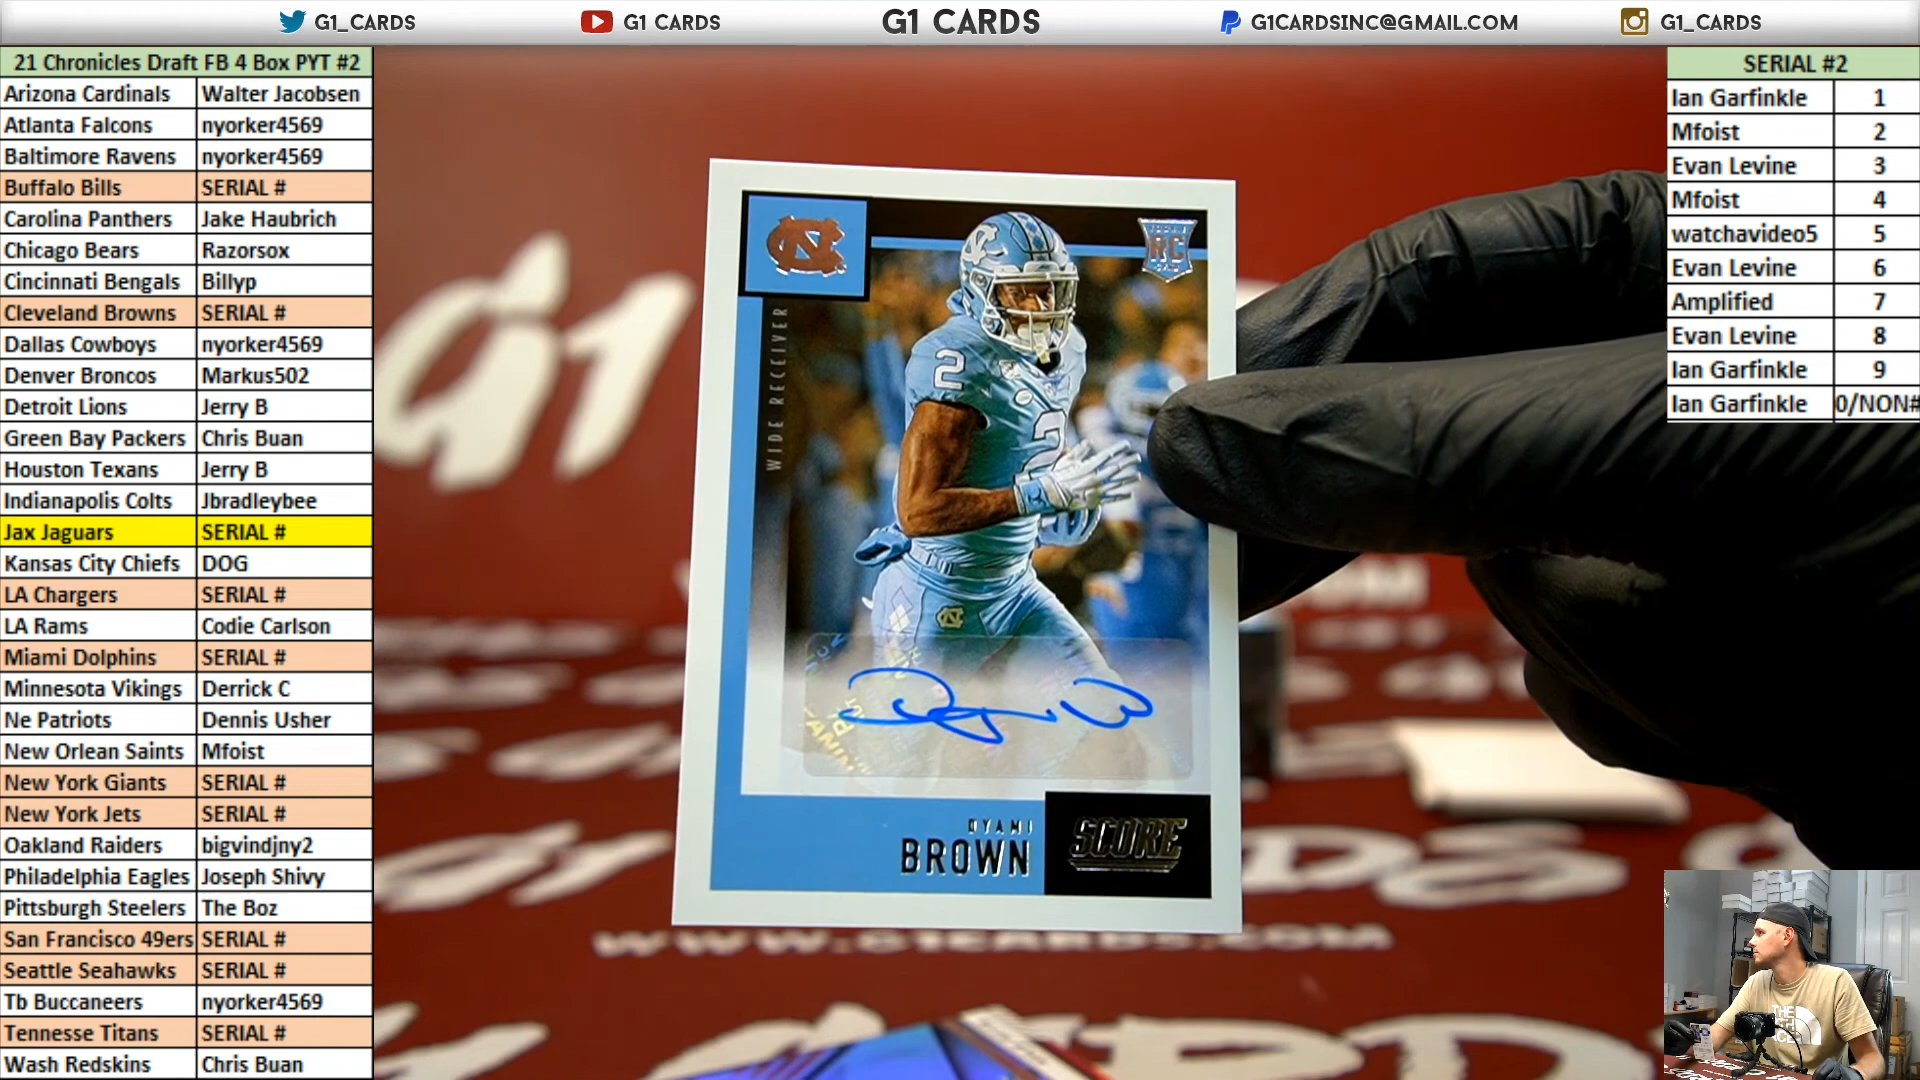 G1_CARDS
G1 CARDS
G1 CARDS
G1CARDSINC@GMAIL.COM
G1_CARDS
21 Chronicles Draft FB 4 Box PYT #2
Arizona Cardinals Walter Jacobsen
Atlanta Falcons nyorker4569
Baltimore Ravens nyorker4569
Buffalo Bills SERIAL #
Carolina Panthers Jake Haubrich
Chicago Bears Razorsox
Cincinnati Bengals Billyp
Cleveland Browns SERIAL #
Dallas Cowboys nyorker4569
Denver Broncos Markus502
Detroit Lions Jerry B
Green Bay Packers Chris Buan
Houston Texans Jerry B
Indianapolis Colts Jbradleybee
Jax Jaguars SERIAL #
Kansas City Chiefs DOG
LA Chargers SERIAL #
LA Rams Codie Carlson
Miami Dolphins SERIAL #
Minnesota Vikings Derrick C
Ne Patriots Dennis Usher
New Orlean Saints Mfoist
New York Giants SERIAL #
New York Jets SERIAL #
Oakland Raiders bigvindjny2
Philadelphia Eagles Joseph Shivy
Pittsburgh Steelers The Boz
San Francisco 49ers SERIAL #
Seattle Seahawks SERIAL #
Tb Buccaneers nyorker4569
Tennesse Titans SERIAL #
Wash Redskins Chris Buan
SERIAL #2
Ian Garfinkle 1
Mfoist 2
Evan Levine 3
Mfoist 4
watchavideo5 5
Evan Levine 6
Amplified 7
Evan Levine 8
Ian Garfinkle 9
Ian Garfinkle 0/NON#
G1
NC
RC
WIDE RECEIVER
2
2
DYAMI
BROWN
SCORE
WWW.G1CARDS.COM
THE